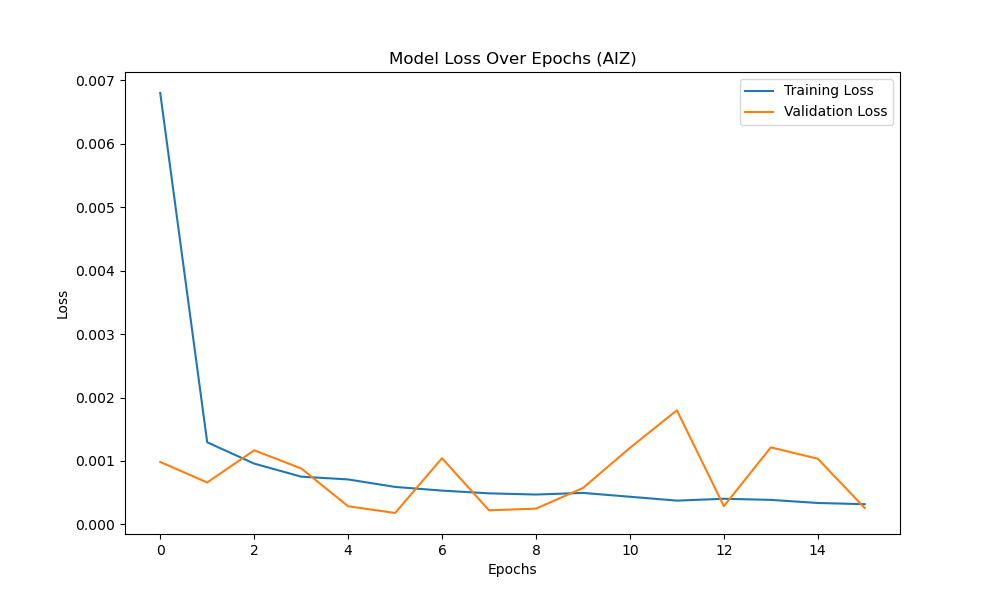 Model Loss Over Epochs (AIZ)
Training Loss
Validation Loss
0.007
0.006
0.005
0.004
0.003
0.002
0.001
0.000
Loss
0 2 4 6 8 10 12 14
Epochs